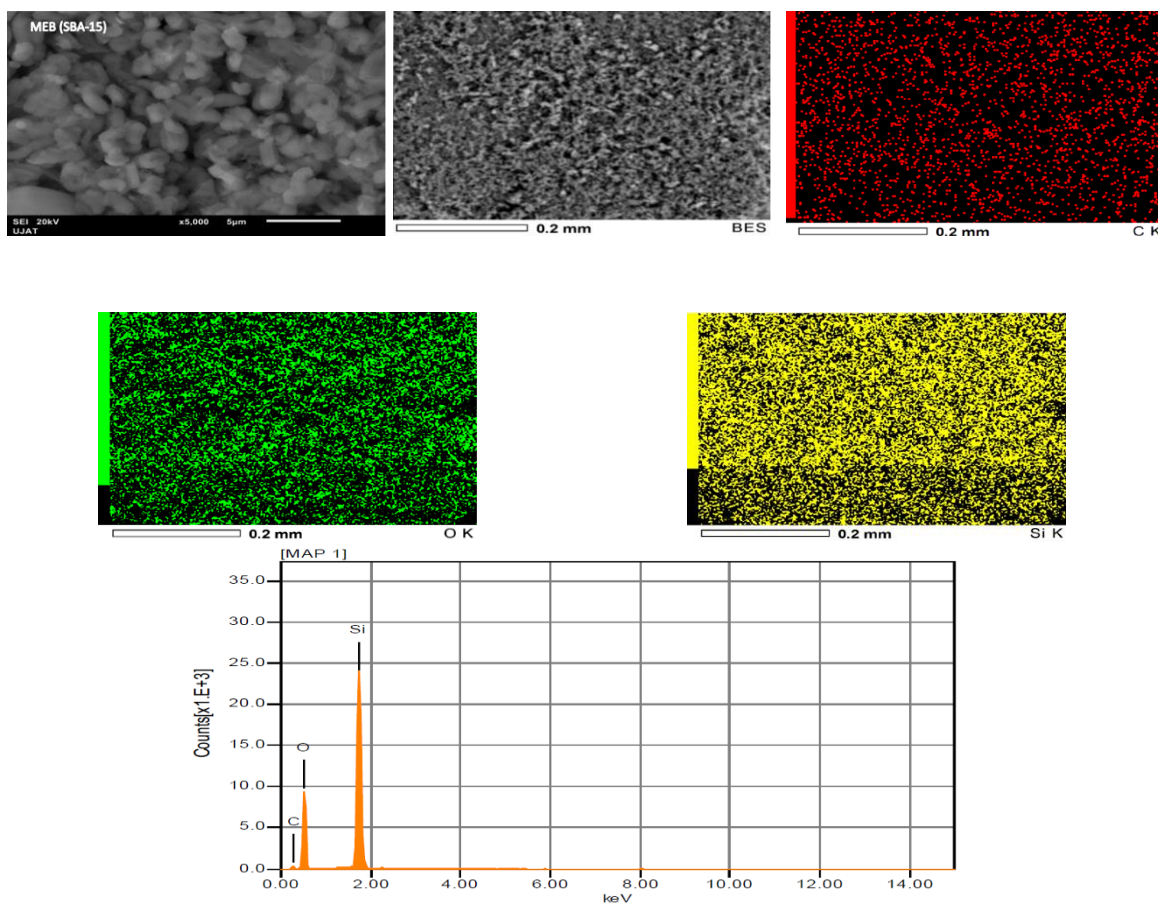 MEB (SBA-15)
SEI 20kV x5,000 5µm
UJAT
0.2 mm BES
0.2 mm C K
0.2 mm O K
0.2 mm Si K
[MAP 1]
Counts[x1.E+3]
35.0
30.0
25.0
20.0
15.0
10.0
5.0
0.0
Si
O
C
0.00 2.00 4.00 6.00 8.00 10.00 12.00 14.00
keV